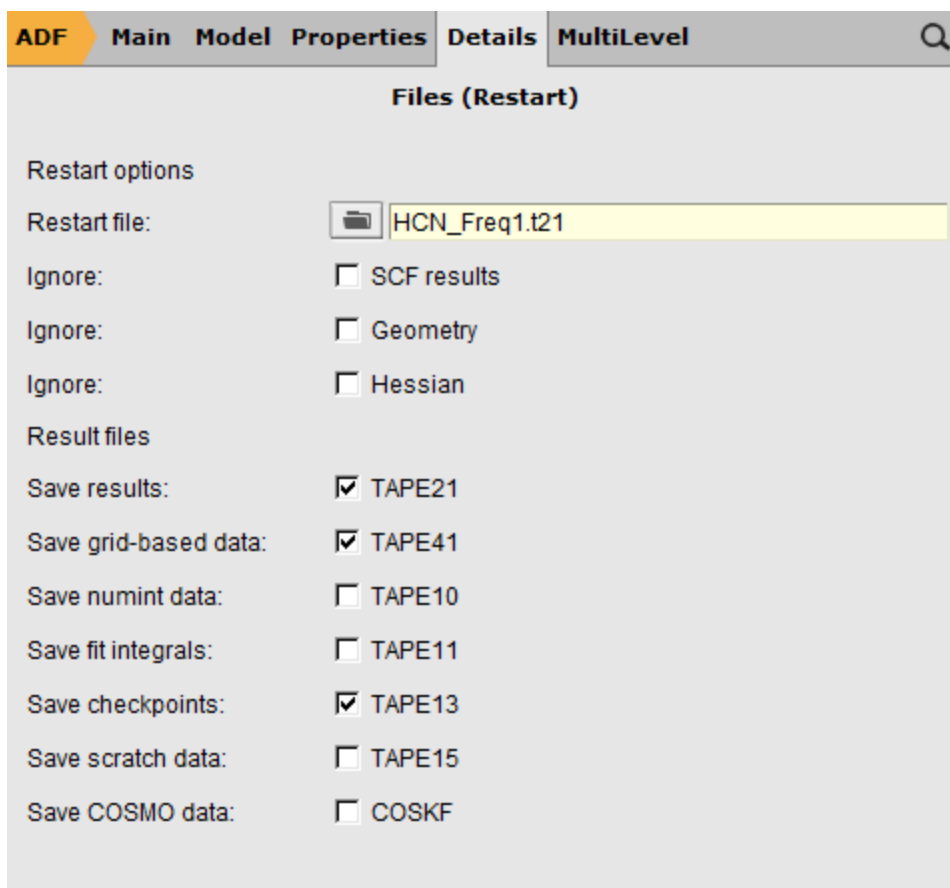 ADF Main Model Properties Details MultiLevel
Files (Restart)
Restart options
Restart file: HCN_Freq1.t21
Ignore: SCF results
Ignore: Geometry
Ignore: Hessian
Result files
Save results: TAPE21
Save grid-based data: TAPE41
Save numint data: TAPE10
Save fit integrals: TAPE11
Save checkpoints: TAPE13
Save scratch data: TAPE15
Save COSMO data: COSKF